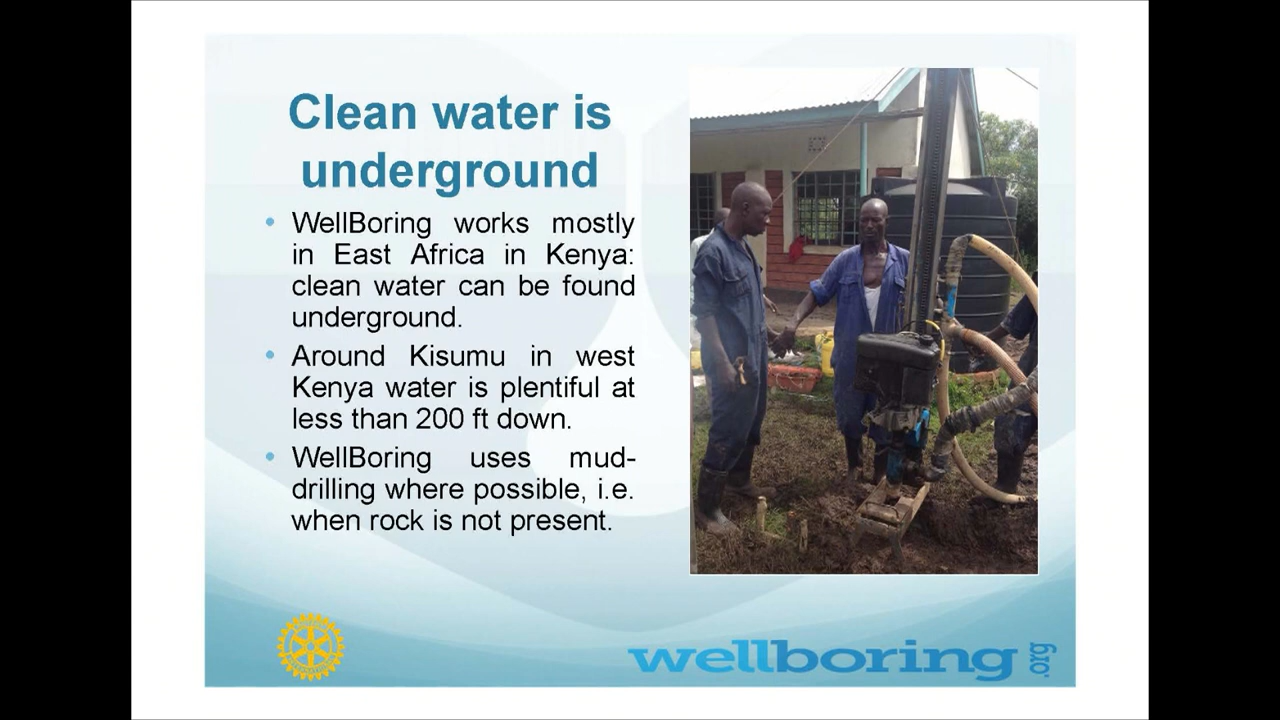 Clean water is
underground
• WellBoring works mostly
in East Africa in Kenya:
clean water can be found
underground.
• Around Kisumu in west
Kenya water is plentiful at
less than 200 ft down.
• WellBoring uses mud-
drilling where possible, i.e.
when rock is not present.
wellboring.org